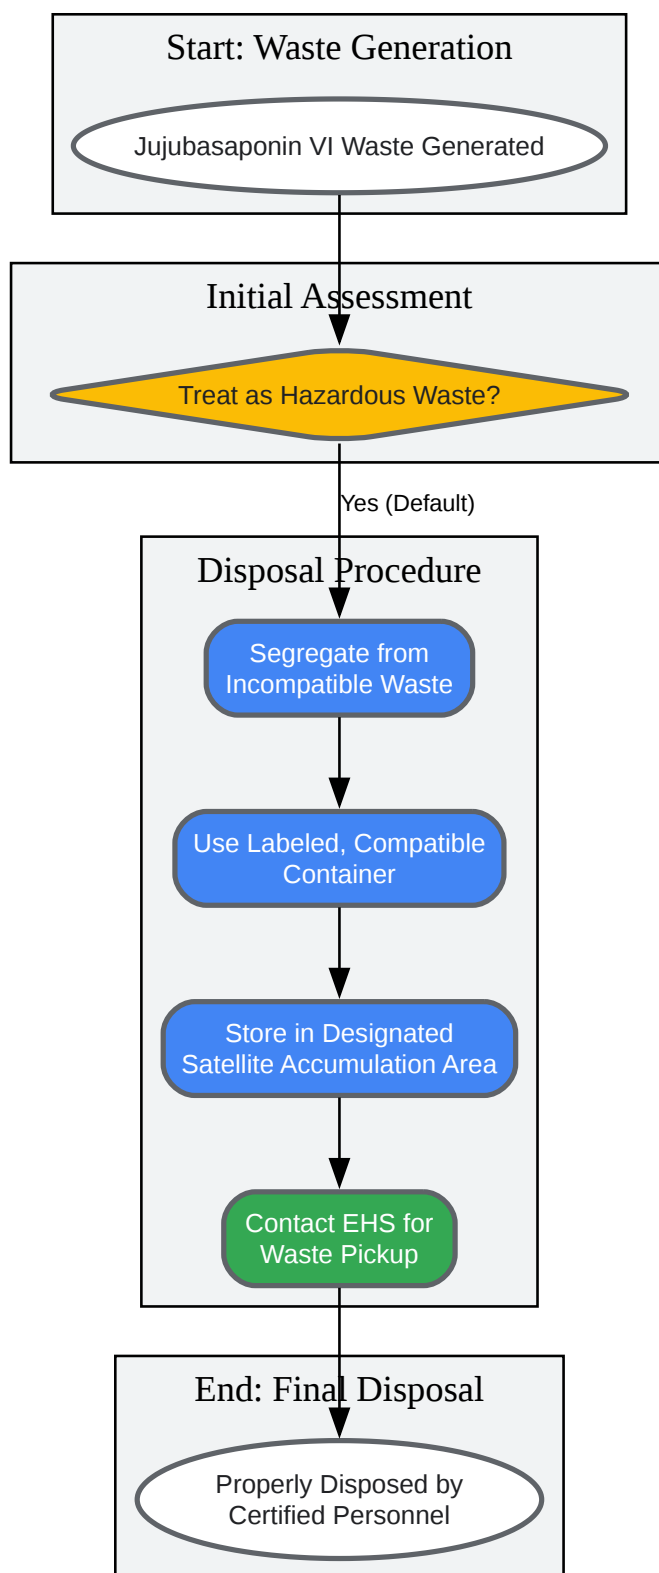 Start: Waste Generation
Jujubasaponin VI Waste Generated
Initial Assessment
Treat as Hazardous Waste?
Yes (Default)
Disposal Procedure
Segregate from
Incompatible Waste
Use Labeled, Compatible
Container
Store in Designated
Satellite Accumulation Area
Contact EHS for
Waste Pickup
End: Final Disposal
Properly Disposed by
Certified Personnel